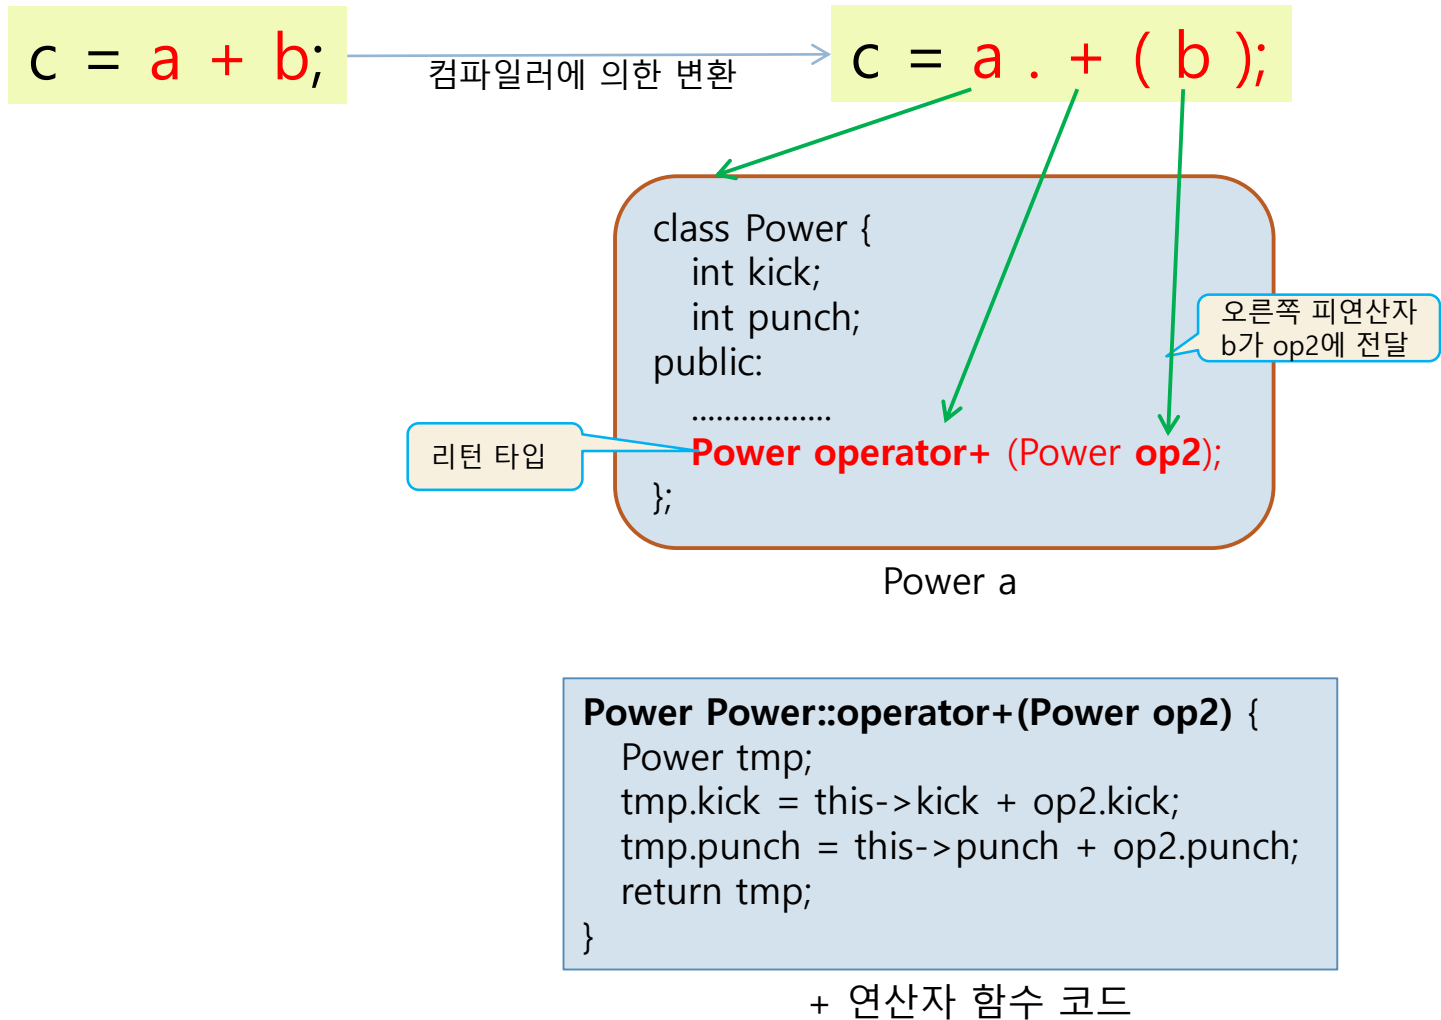 c = a + b;
컴파일러에 의한 변환
c = a . + ( b );
class Power {
int kick;
int punch;
public:
.................
Power operator+ (Power op2);
};
오른쪽 피연산자
b가 op2에 전달
리턴 타입
Power a
Power Power::operator+(Power op2) {
Power tmp;
tmp.kick = this->kick + op2.kick;
tmp.punch = this->punch + op2.punch;
return tmp;
}
+ 연산자 함수 코드